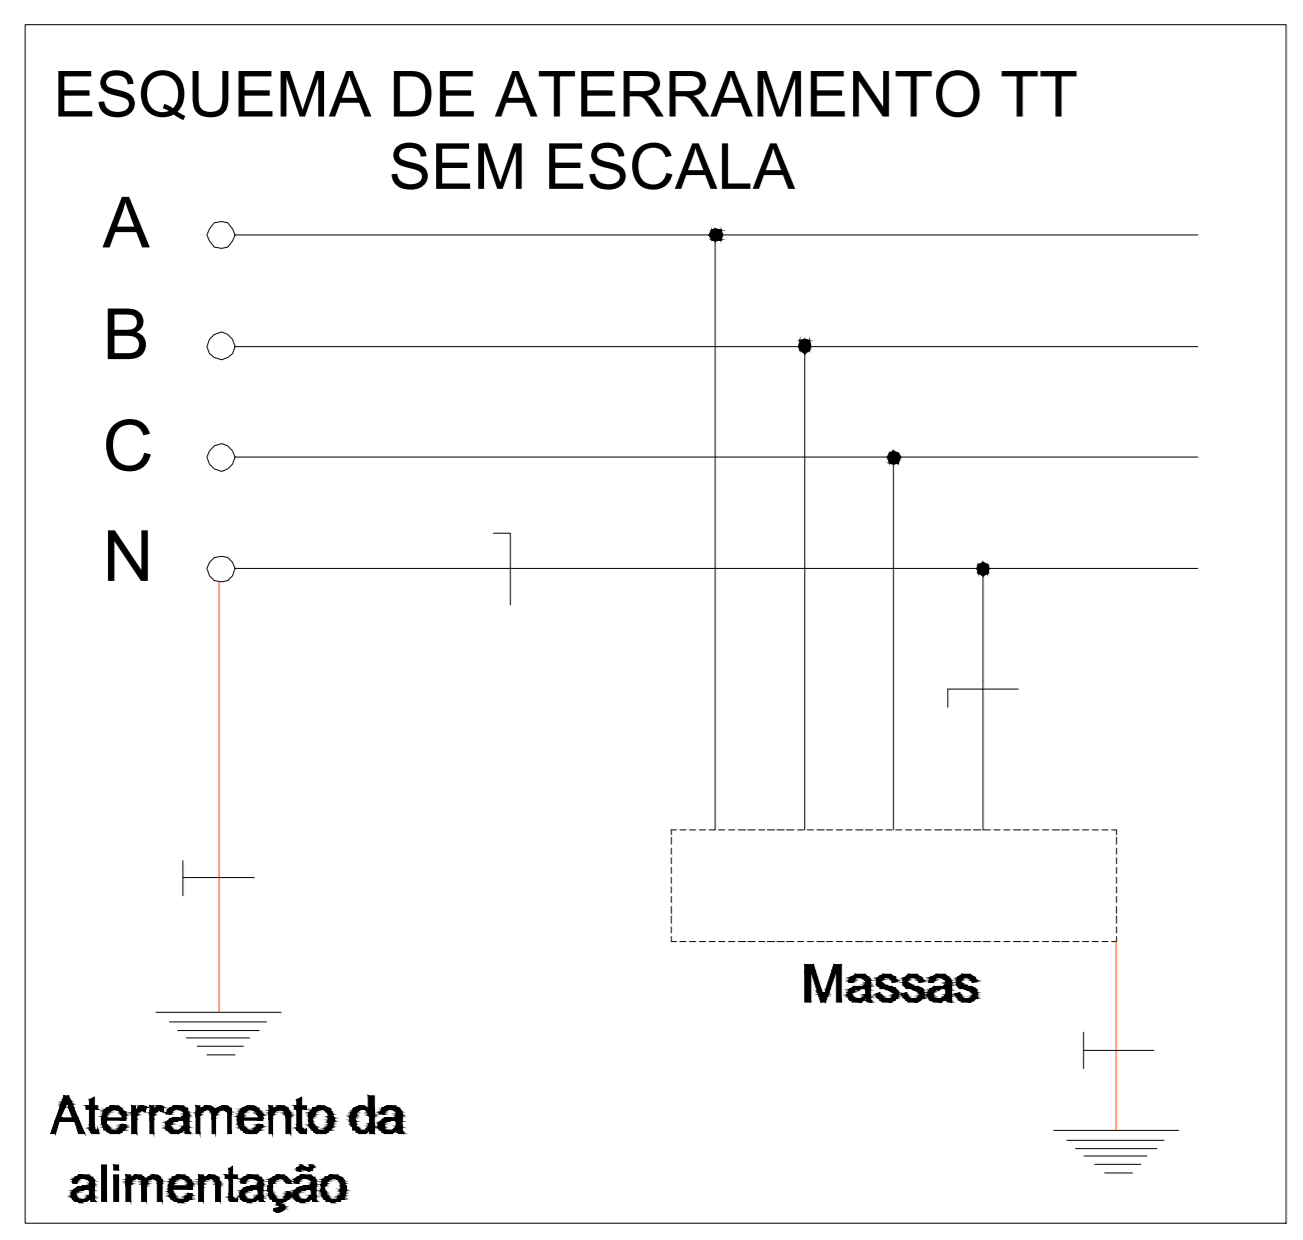 ESQUEMA DE ATERRAMENTO TT
SEM ESCALA
A
B
C
N
Massas
Aterramento da
alimentação